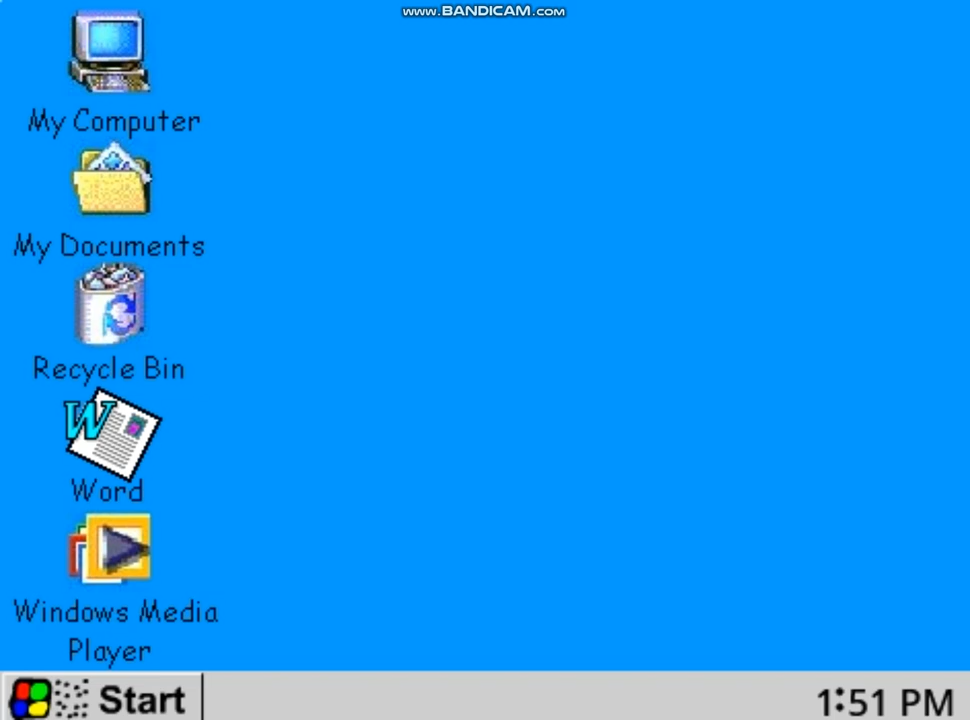 www.BANDICAM.com
My Computer
My Documents
Recycle Bin
W
Word
Windows Media
Player
Start
1:51 PM